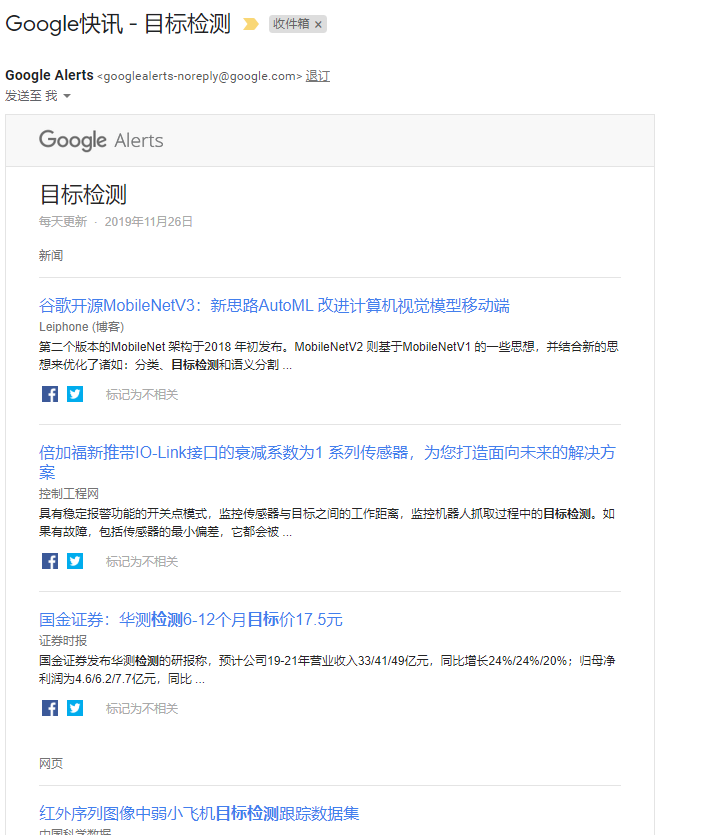 Google快讯 - 目标检测 收件箱 ×
Google Alerts <googlealerts-noreply@google.com> 退订
发送至 我
Google Alerts
目标检测
每天更新 · 2019年11月26日
新闻
谷歌开源MobileNetV3：新思路AutoML 改进计算机视觉模型移动端
Leiphone (博客)
第二个版本的MobileNet 架构于2018 年初发布。MobileNetV2 则基于MobileNetV1 的一些思想，并结合新的思
想来优化了诸如：分类、目标检测和语义分割 ...
标记为不相关
倍加福新推带IO-Link接口的衰减系数为1 系列传感器，为您打造面向未来的解决方
案
控制工程网
具有稳定报警功能的开关点模式，监控传感器与目标之间的工作距离，监控机器人抓取过程中的目标检测。如
果有故障，包括传感器的最小偏差，它都会被 ...
标记为不相关
国金证券：华测检测6-12个月目标价17.5元
证券时报
国金证券发布华测检测的研报称，预计公司19-21年营业收入33/41/49亿元，同比增长24%/24%/20%；归母净
利润为4.6/6.2/7.7亿元，同比 ...
标记为不相关
网页
红外序列图像中弱小飞机目标检测跟踪数据集
中国科学数据